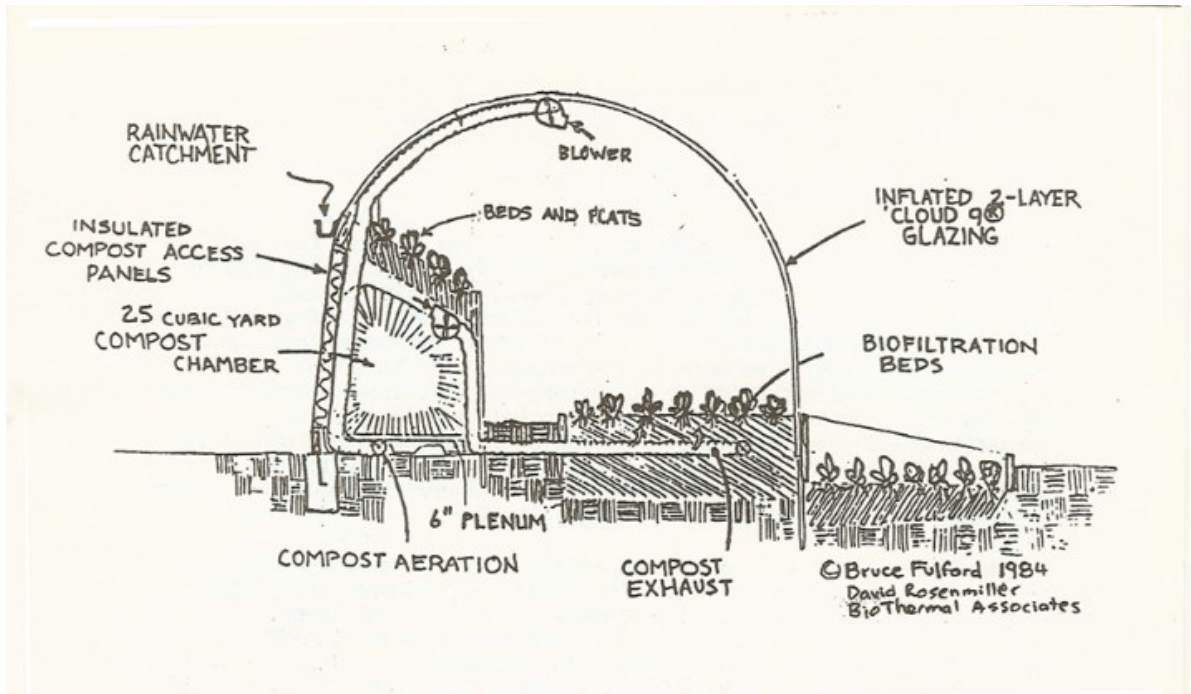 RAINWATER
CATCHMENT
BLOWER
INSULATED
COMPOST ACCESS
PANELS
BEDS AND FLATS
INFLATED 2-LAYER
"CLOUD 9®
GLAZING
25 CUBIC YARD
COMPOST
CHAMBER
BIOFILTRATION
BEDS
6" PLENUM
COMPOST AERATION
COMPOST
EXHAUST
©Bruce Fulford 1984
David Rosenmiller
BioThermal Associates